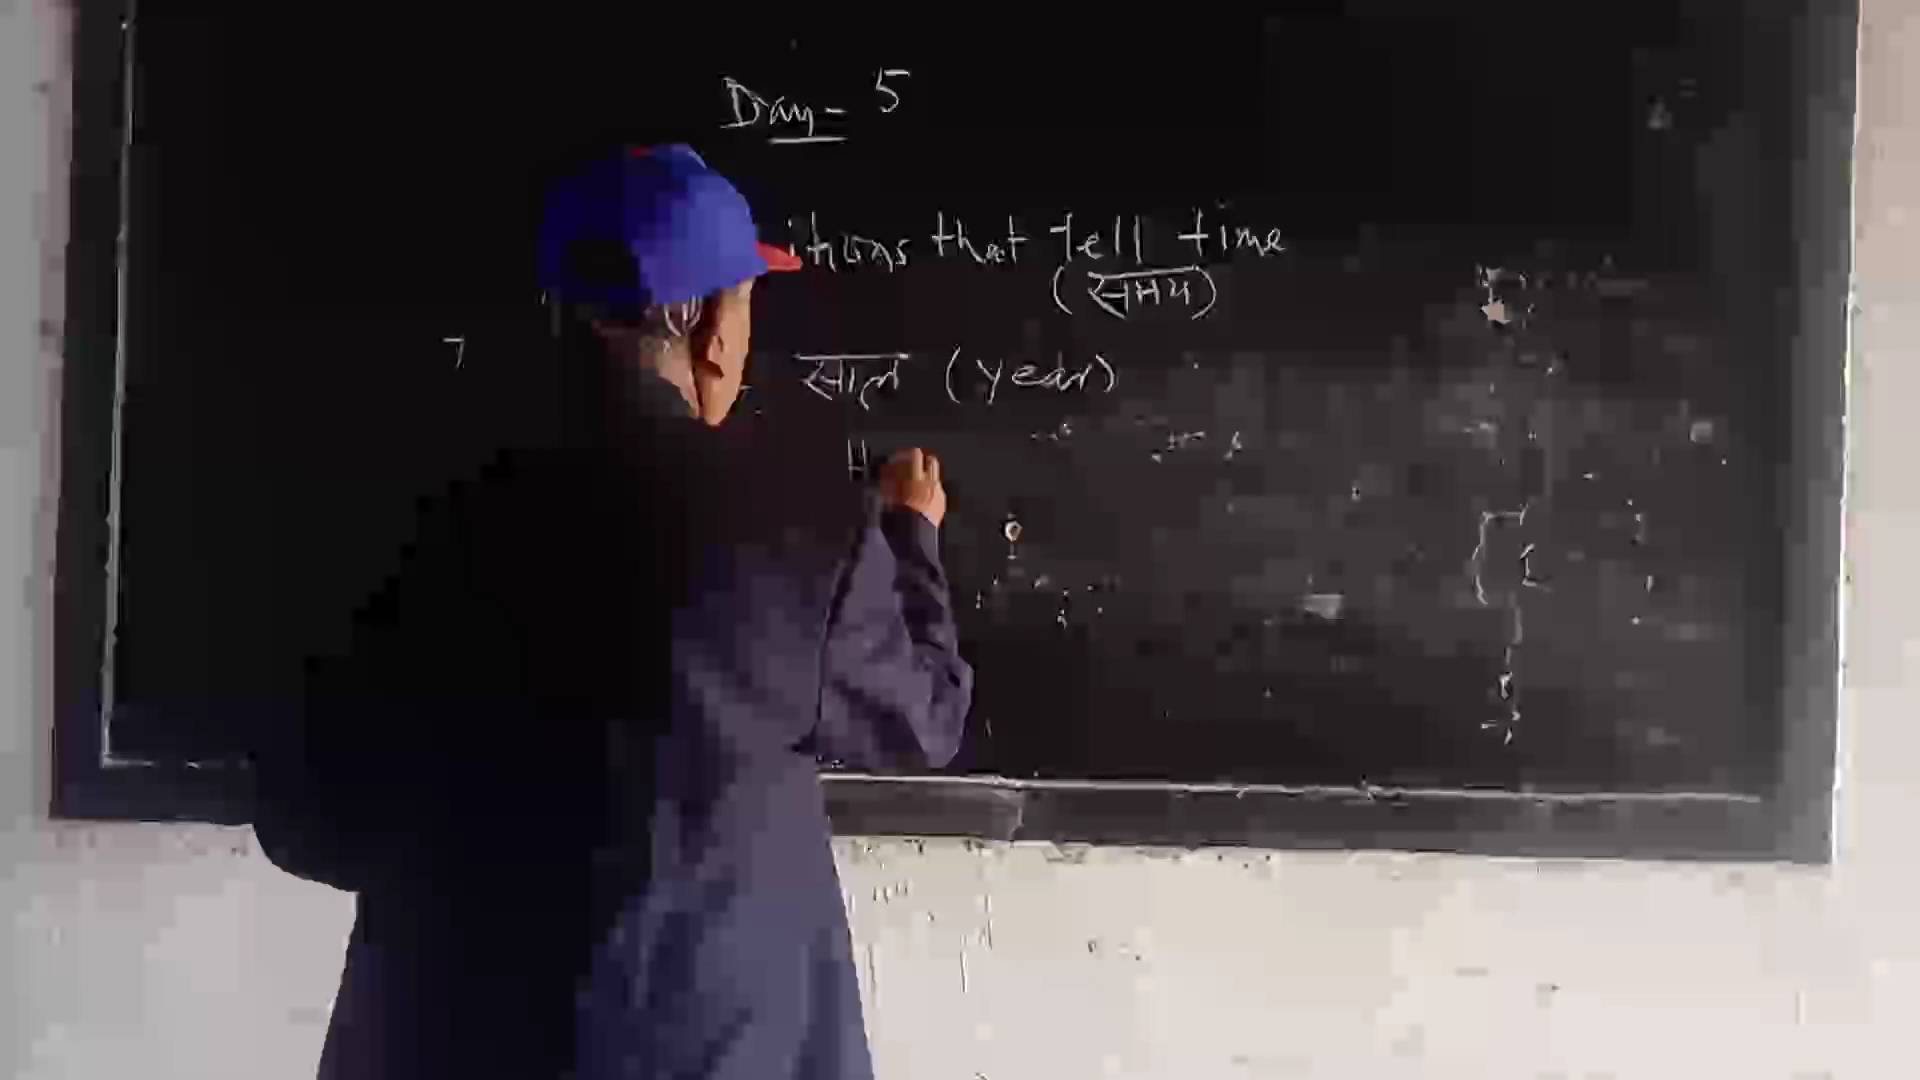 Day - 5
itions that tell time
(समय)
साल (year)